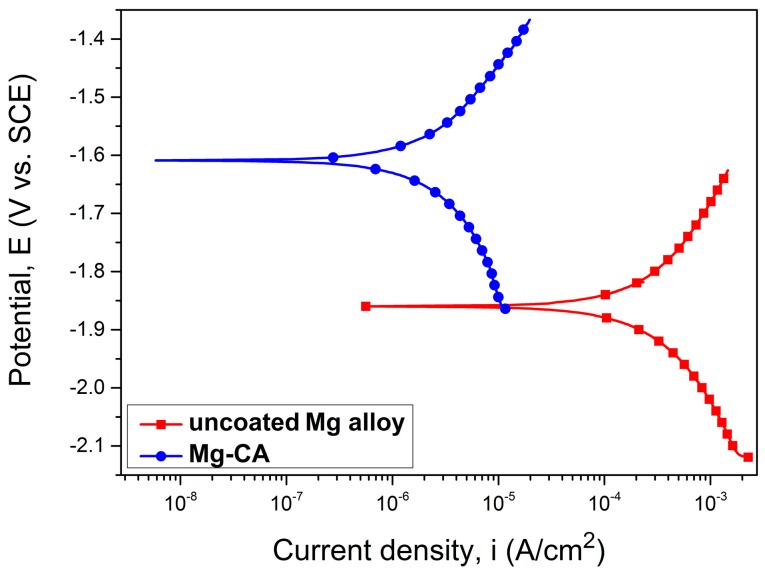 Potential, E (V vs. SCE)
-1.4
-1.5
-1.6
-1.7
-1.8
-1.9
-2.0
-2.1
uncoated Mg alloy
Mg-CA
10⁻⁸ 10⁻⁷ 10⁻⁶ 10⁻⁵ 10⁻⁴ 10⁻³
Current density, i (A/cm²)